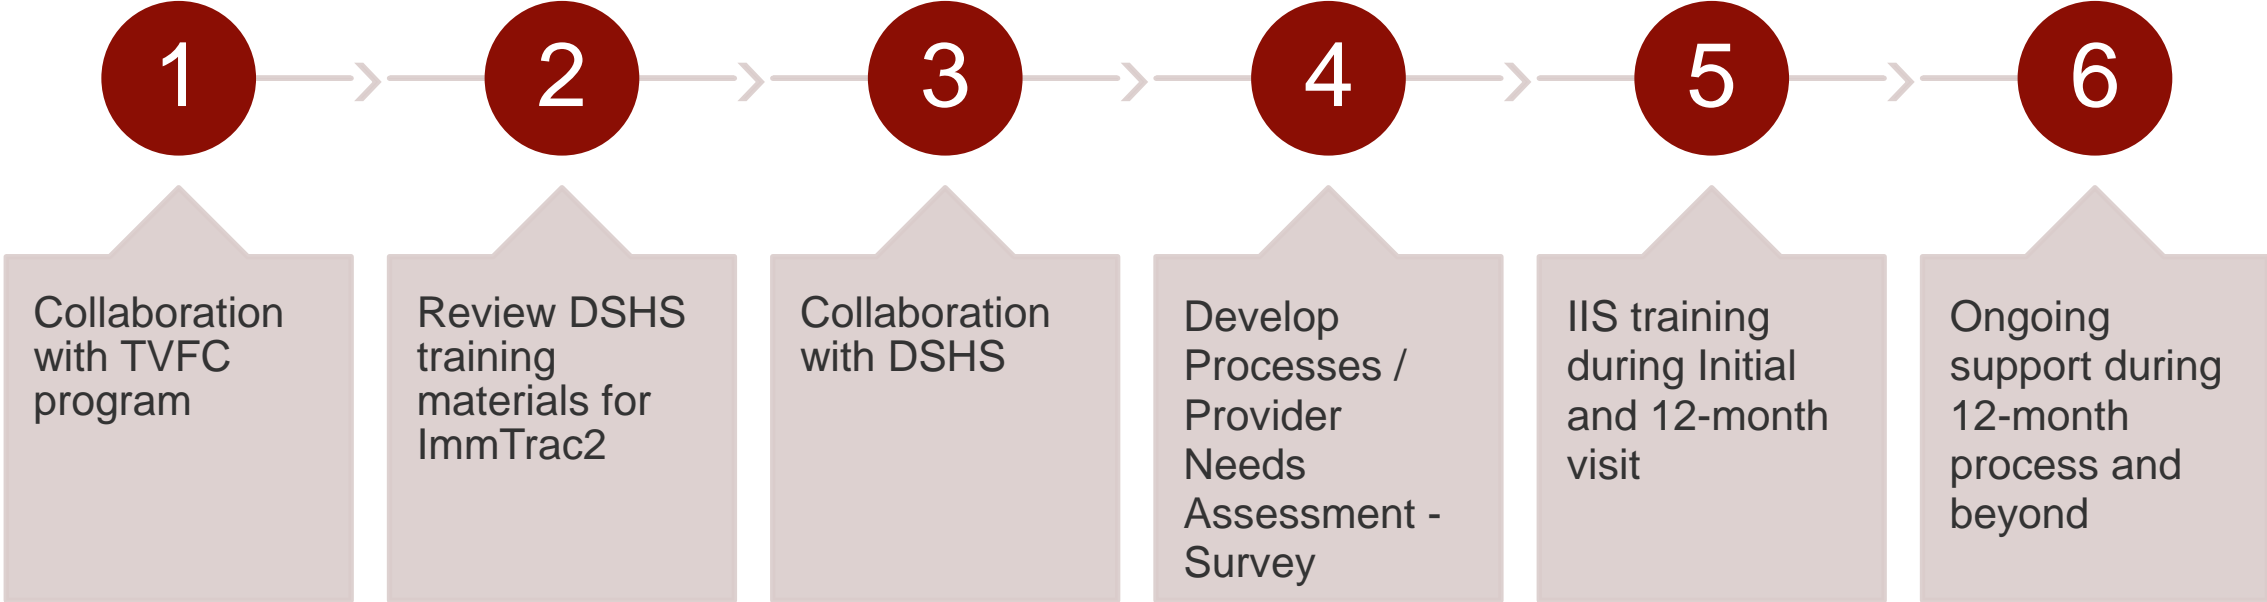 1
2
3
4
5
6
Collaboration
with TVFC
program
Review DSHS
training
materials for
ImmTrac2
Collaboration
with DSHS
Develop
Processes /
Provider
Needs
Assessment -
Survey
IIS training
during Initial
and 12-month
visit
Ongoing
support during
12-month
process and
beyond